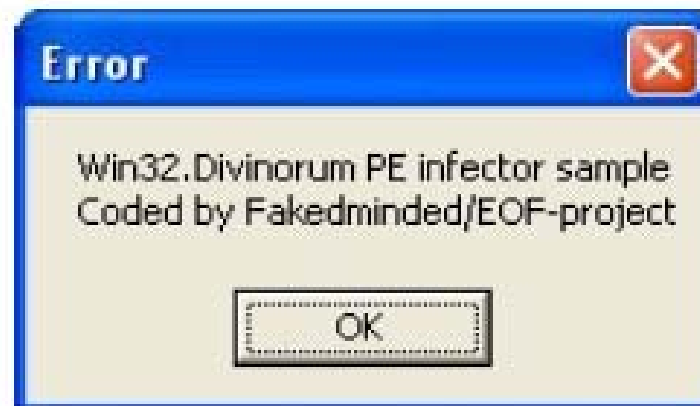 Error
Win32.Divinorum PE infector sample
Coded by Fakedminded/EOF-project
OK